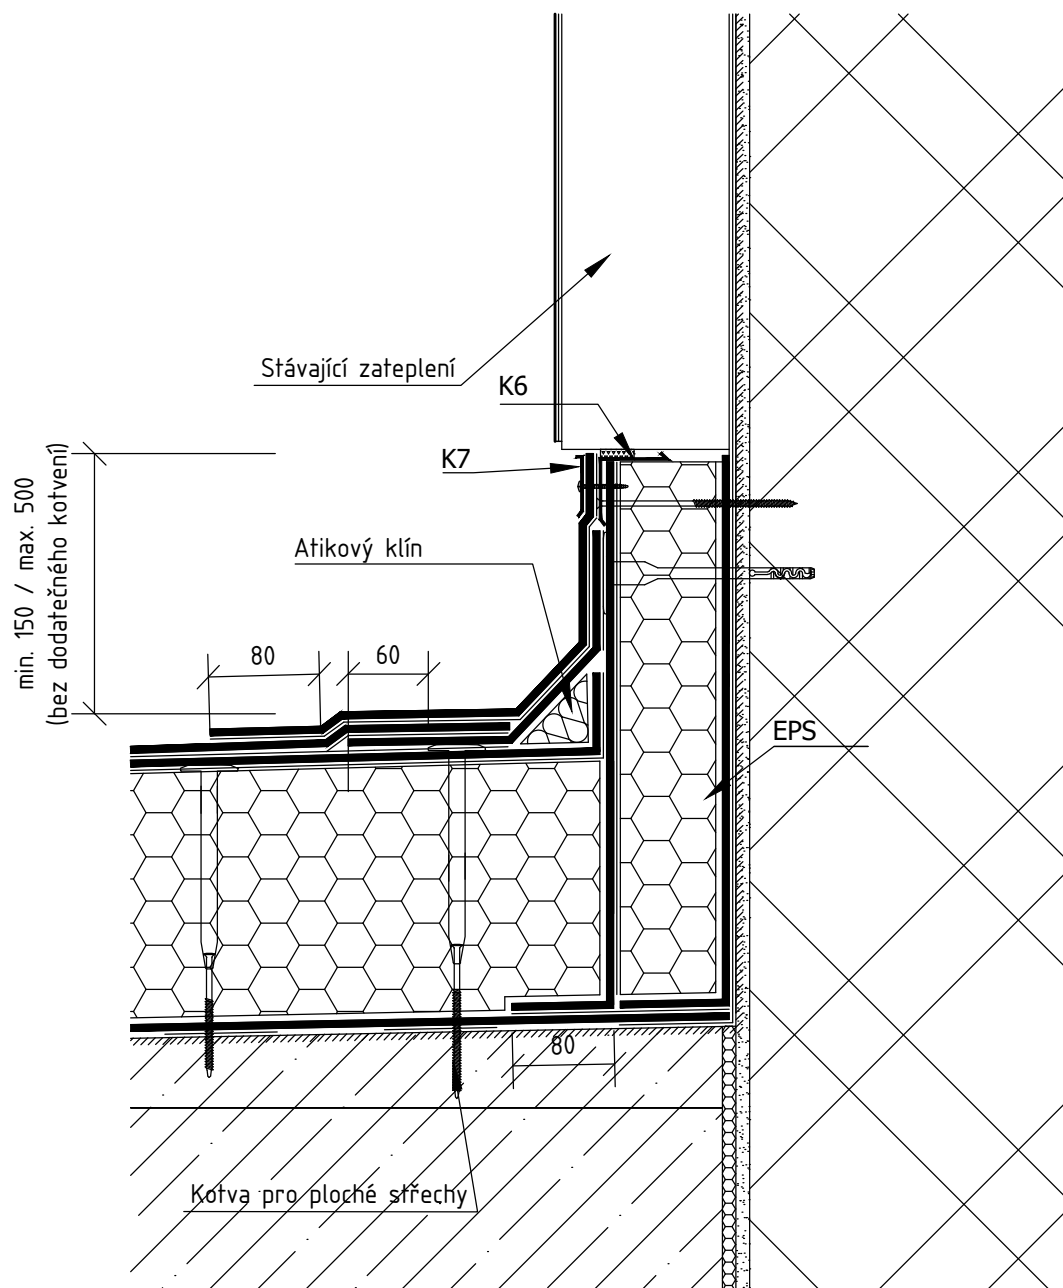 Stávající zateplení
K6
K7
min. 150 / max. 500
(bez dodatečného kotvení)
Atikový klín
80
60
EPS
80
Kotva pro ploché střechy